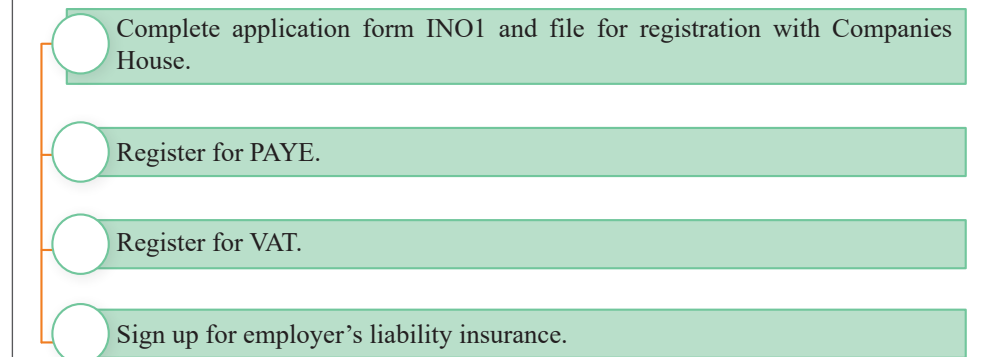 Complete application form INO1 and file for registration with Companies
House.
Register for PAYE.
Register for VAT.
Sign up for employer’s liability insurance.